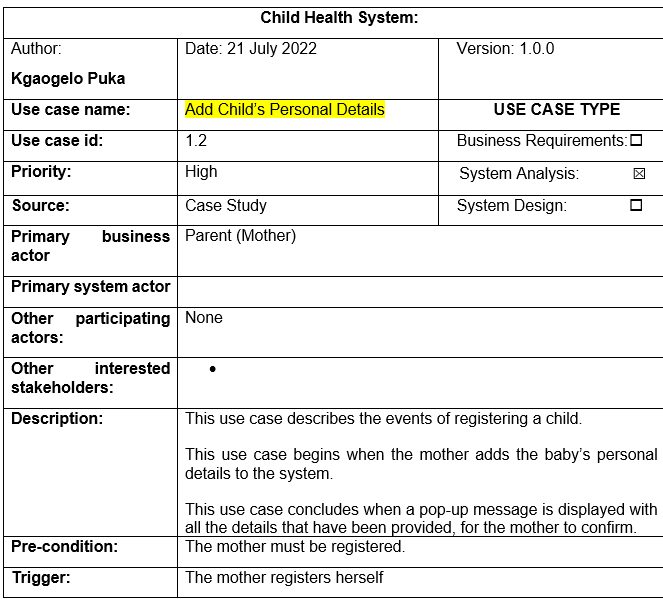 Child Health System:
Author:
Kgaogelo Puka
Date: 21 July 2022
Version: 1.0.0
Use case name:
Add Child's Personal Details
USE CASE TYPE
Use case id:
1.2
Business Requirements:☐
Priority:
High
System Analysis: ☒
Source:
Case Study
System Design: ☐
Primary business
actor
Parent (Mother)
Primary system actor
Other participating
actors:
None
Other interested
stakeholders:
•
Description:
This use case describes the events of registering a child.
This use case begins when the mother adds the baby's personal
details to the system.
This use case concludes when a pop-up message is displayed with
all the details that have been provided, for the mother to confirm.
Pre-condition:
The mother must be registered.
Trigger:
The mother registers herself